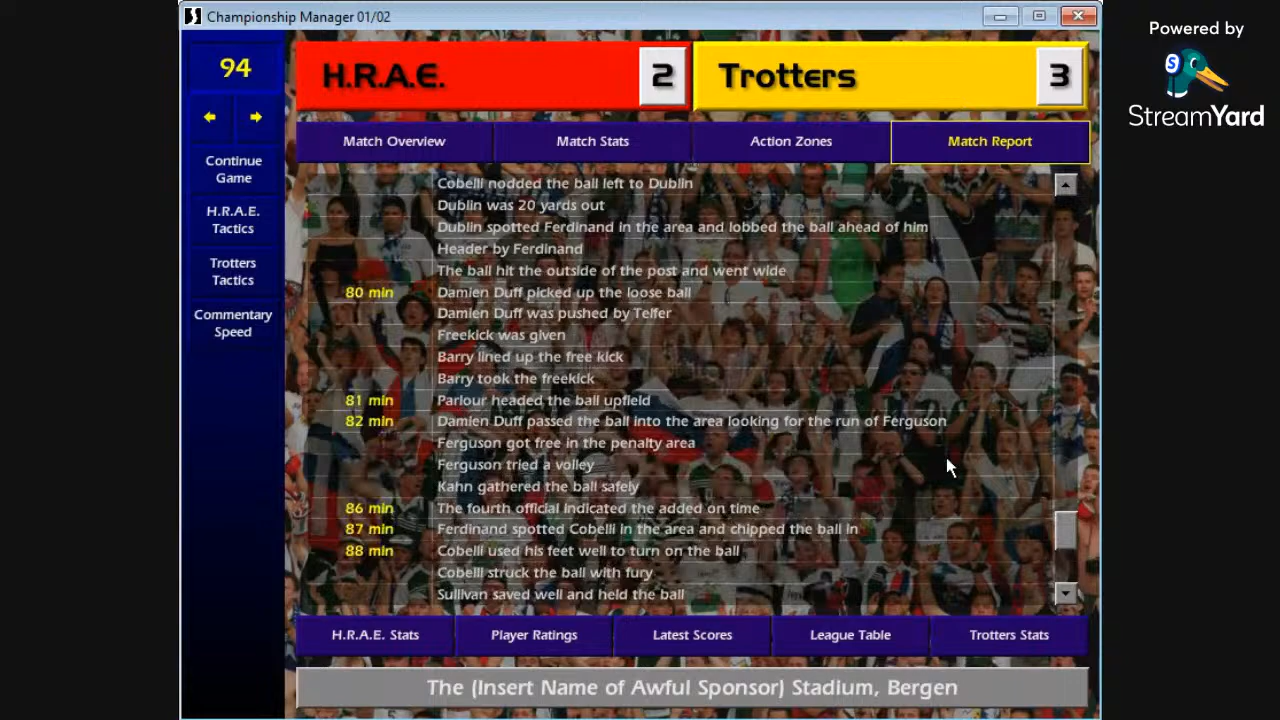 Championship Manager 01/02
Powered by
StreamYard
94
H.R.A.E. 2 Trotters 3
Match Overview Match Stats Action Zones Match Report
Continue
Game
H.R.A.E.
Tactics
Trotters
Tactics
Commentary
Speed
Cobelli nodded the ball left to Dublin
Dublin was 20 yards out
Dublin spotted Ferdinand in the area and lobbed the ball ahead of him
Header by Ferdinand
The ball hit the outside of the post and went wide
80 min Damien Duff picked up the loose ball
Damien Duff was pushed by Telfer
Freekick was given
Barry lined up the free kick
Barry took the freekick
81 min Parlour headed the ball upfield
82 min Damien Duff passed the ball into the area looking for the run of Ferguson
Ferguson got free in the penalty area
Ferguson tried a volley
Kahn gathered the ball safely
86 min The fourth official indicated the added on time
87 min Ferdinand spotted Cobelli in the area and chipped the ball in
88 min Cobelli used his feet well to turn on the ball
Cobelli struck the ball with fury
Sullivan saved well and held the ball
H.R.A.E. Stats Player Ratings Latest Scores League Table Trotters Stats
The (Insert Name of Awful Sponsor) Stadium, Bergen